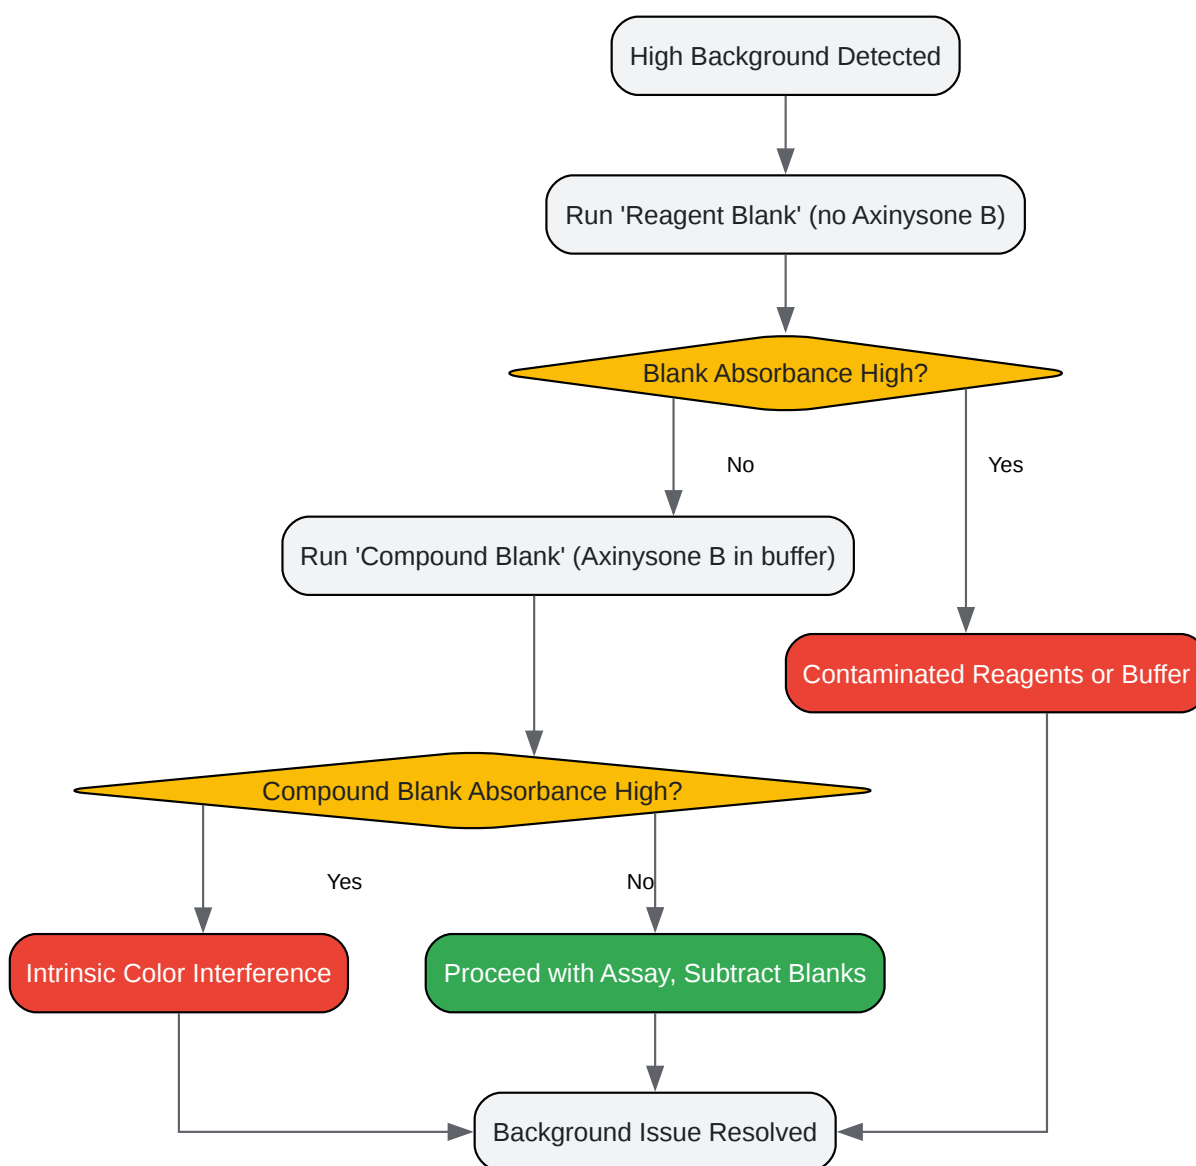 High Background Detected
Run 'Reagent Blank' (no Axinysone B)
Blank Absorbance High?
No
Yes
Run 'Compound Blank' (Axinysone B in buffer)
Contaminated Reagents or Buffer
Compound Blank Absorbance High?
Yes
No
Intrinsic Color Interference
Proceed with Assay, Subtract Blanks
Background Issue Resolved